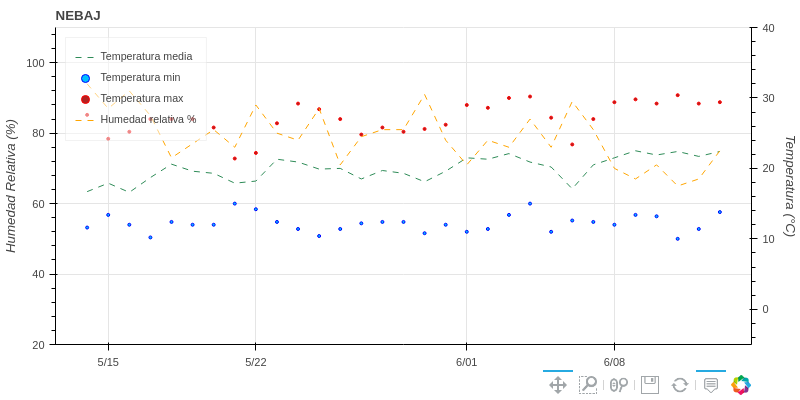 NEBAJ
Temperatura media
Temperatura min
Temperatura max
Humedad relativa %
Humedad Relativa (%)
100
80
60
40
20
Temperatura (°C)
40
30
20
10
0
5/15
5/22
6/01
6/08